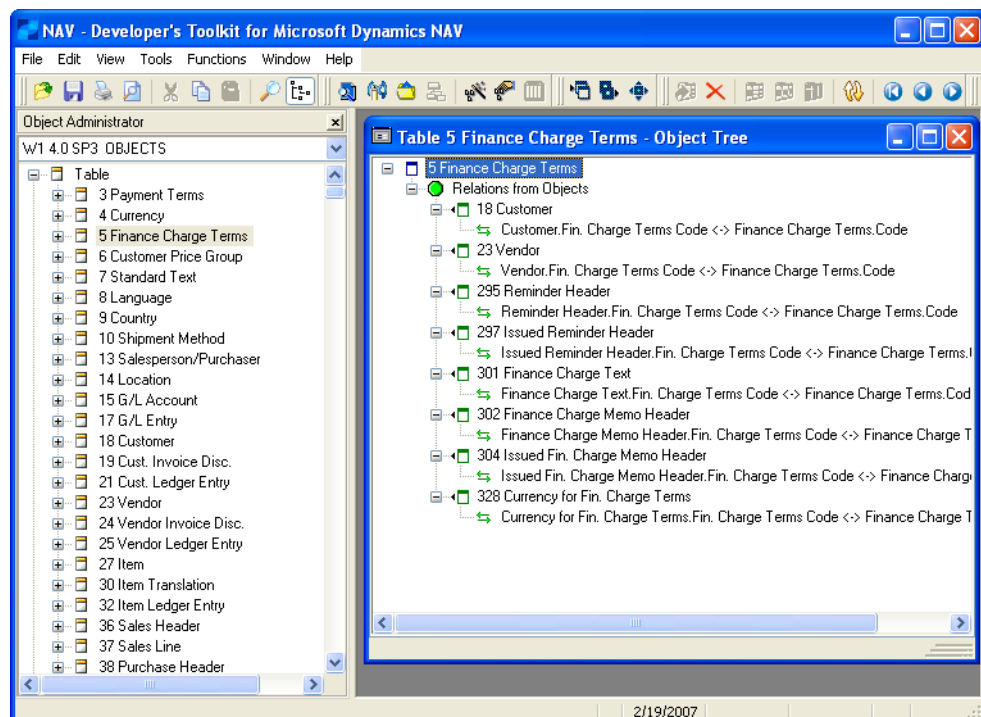 NAV - Developer's Toolkit for Microsoft Dynamics NAV
File Edit View Tools Functions Window Help
Object Administrator
W1 4.0 SP3 OBJECTS
Table
3 Payment Terms
4 Currency
5 Finance Charge Terms
6 Customer Price Group
7 Standard Text
8 Language
9 Country
10 Shipment Method
13 Salesperson/Purchaser
14 Location
15 G/L Account
17 G/L Entry
18 Customer
19 Cust. Invoice Disc.
21 Cust. Ledger Entry
23 Vendor
24 Vendor Invoice Disc.
25 Vendor Ledger Entry
27 Item
30 Item Translation
32 Item Ledger Entry
36 Sales Header
37 Sales Line
38 Purchase Header
Table 5 Finance Charge Terms - Object Tree
5 Finance Charge Terms
Relations from Objects
18 Customer
Customer.Fin. Charge Terms Code <-> Finance Charge Terms.Code
23 Vendor
Vendor.Fin. Charge Terms Code <-> Finance Charge Terms.Code
295 Reminder Header
Reminder Header.Fin. Charge Terms Code <-> Finance Charge Terms.Code
297 Issued Reminder Header
Issued Reminder Header.Fin. Charge Terms Code <-> Finance Charge Terms.
301 Finance Charge Text
Finance Charge Text.Fin. Charge Terms Code <-> Finance Charge Terms.Cod
302 Finance Charge Memo Header
Finance Charge Memo Header.Fin. Charge Terms Code <-> Finance Charge T
304 Issued Fin. Charge Memo Header
Issued Fin. Charge Memo Header.Fin. Charge Terms Code <-> Finance Charg
328 Currency for Fin. Charge Terms
Currency for Fin. Charge Terms.Fin. Charge Terms Code <-> Finance Charge T
2/19/2007